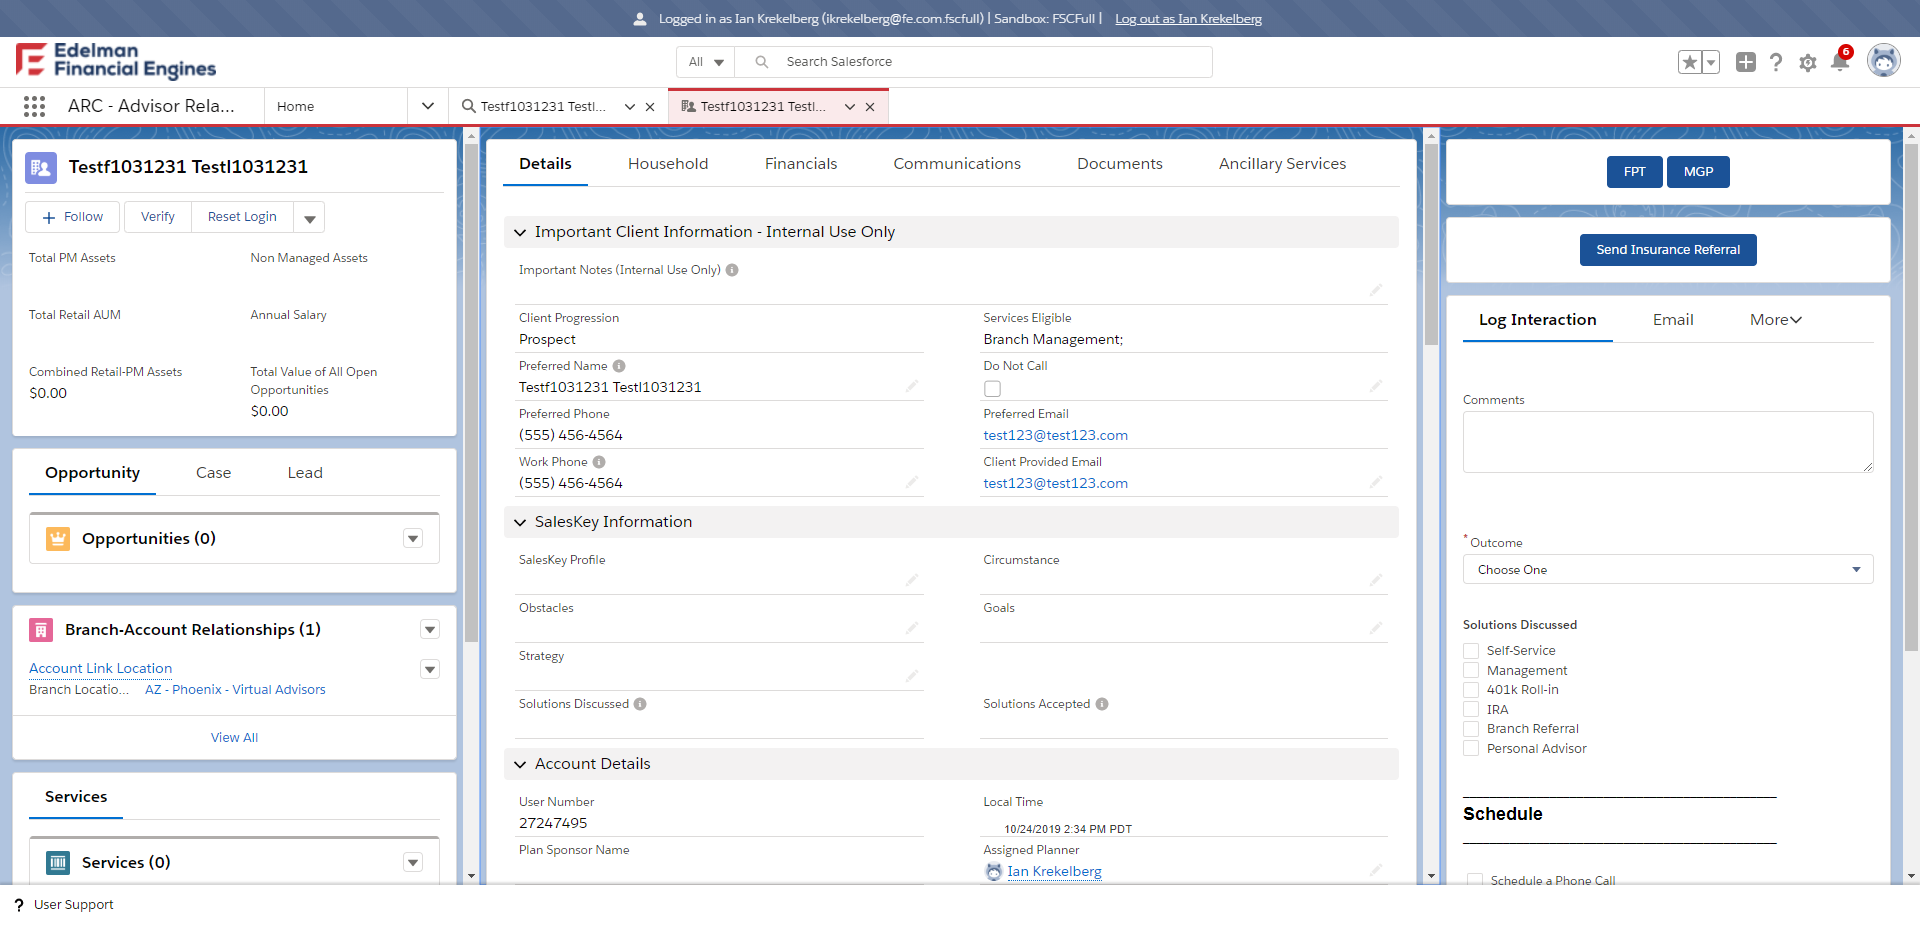 Logged in as Ian Krekelberg (ikrekelberg@fe.com.fscfull) | Sandbox: FSCFull | Log out as Ian Krekelberg
Edelman
Financial Engines
All
Search Salesforce
6
ARC - Advisor Rela...
Home
Testf1031231 Testl...
Testf1031231 Testl...
Testf1031231 Testl1031231
Follow
Verify
Reset Login
Total PM Assets
Non Managed Assets
Total Retail AUM
Annual Salary
Combined Retail-PM Assets
$0.00
Total Value of All Open
Opportunities
$0.00
Opportunity
Case
Lead
Opportunities (0)
Branch-Account Relationships (1)
Account Link Location
Branch Locatio...
AZ - Phoenix - Virtual Advisors
View All
Services
Services (0)
Details
Household
Financials
Communications
Documents
Ancillary Services
Important Client Information - Internal Use Only
Important Notes (Internal Use Only)
Client Progression
Prospect
Services Eligible
Branch Management;
Preferred Name
Testf1031231 Testl1031231
Do Not Call
Preferred Phone
(555) 456-4564
Preferred Email
test123@test123.com
Work Phone
(555) 456-4564
Client Provided Email
test123@test123.com
SalesKey Information
SalesKey Profile
Circumstance
Obstacles
Goals
Strategy
Solutions Discussed
Solutions Accepted
Account Details
User Number
27247495
Local Time
10/24/2019 2:34 PM PDT
Plan Sponsor Name
Assigned Planner
Ian Krekelberg
FPT
MGP
Send Insurance Referral
Log Interaction
Email
More
Comments
* Outcome
Choose One
Solutions Discussed
Self-Service
Management
401k Roll-in
IRA
Branch Referral
Personal Advisor
Schedule
Schedule a Phone Call
? User Support